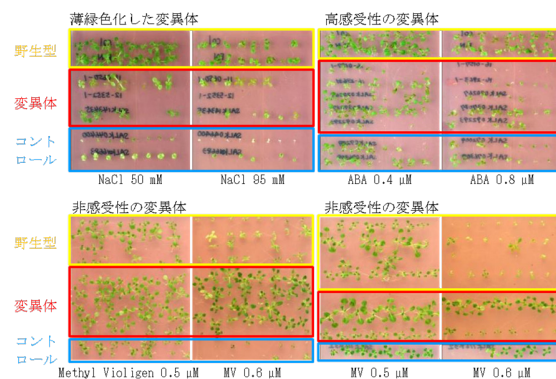 薄緑色化した変異体
高感受性の変異体
野生型
変異体
コント
ロール
NaCl 50 mM
NaCl 95 mM
ABA 0.4 μM
ABA 0.8 μM
非感受性の変異体
非感受性の変異体
野生型
変異体
コント
ロール
Methyl Violigen 0.5 μM
MV 0.6 μM
MV 0.5 μM
MV 0.6 μM